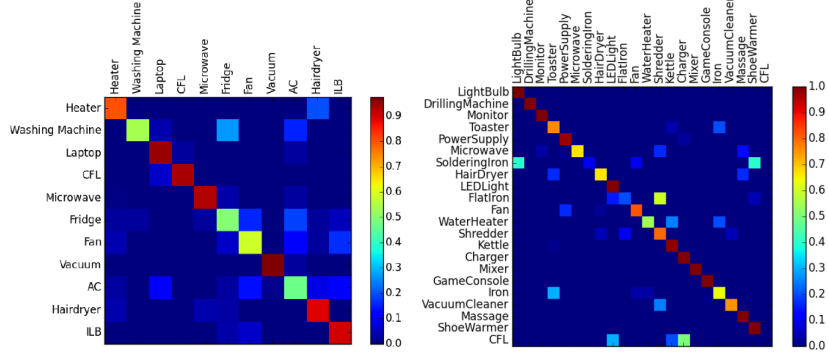 Heater
Washing Machine
Laptop
CFL
Microwave
Fridge
Fan
Vacuum
AC
Hairdryer
ILB
Heater
Washing Machine
Laptop
CFL
Microwave
Fridge
Fan
Vacuum
AC
Hairdryer
ILB
0.9
0.8
0.7
0.6
0.5
0.4
0.3
0.2
0.1
0.0
LightBulb
DrillingMachine
Monitor
Toaster
PowerSupply
Microwave
SolderingIron
HairDryer
LEDLight
FlatIron
Fan
WaterHeater
Shredder
Kettle
Charger
Mixer
GameConsole
Iron
VacuumCleaner
Massage
ShoeWarmer
CFL
LightBulb
DrillingMachine
Monitor
Toaster
PowerSupply
Microwave
SolderingIron
HairDryer
LEDLight
FlatIron
Fan
WaterHeater
Shredder
Kettle
Charger
Mixer
GameConsole
Iron
VacuumCleaner
Massage
ShoeWarmer
CFL
1.0
0.9
0.8
0.7
0.6
0.5
0.4
0.3
0.2
0.1
0.0